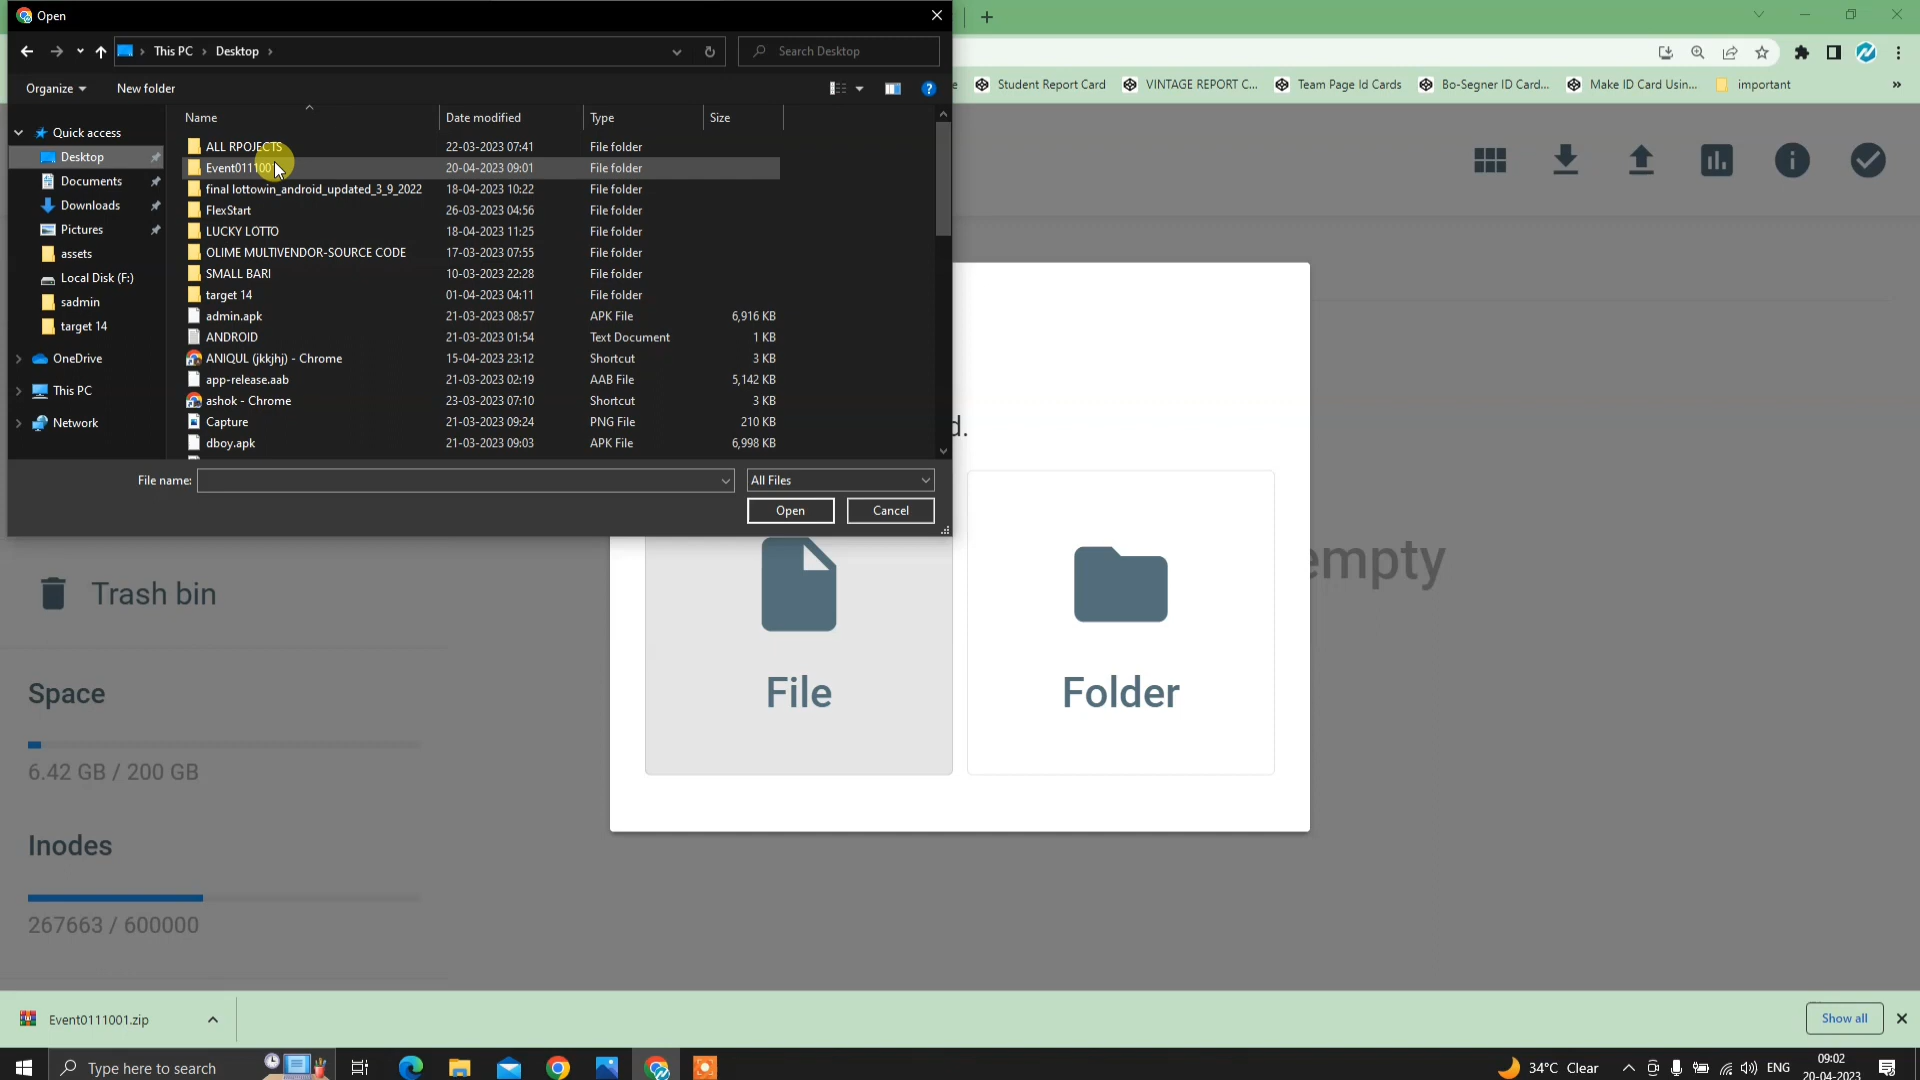 Open
This PC
Desktop
Search Desktop
Organize
New folder
Student Report Card
VINTAGE REPORT C...
Team Page Id Cards
Bo-Segner ID Card...
Make ID Card Usin...
important
»
Name
Date modified
Type
Size
Quick access
Desktop
Documents
Downloads
Pictures
assets
Local Disk (F:)
sadmin
target 14
OneDrive
This PC
Network
ALL RPOJECTS 22-03-2023 07:41 File folder
20-04-2023 09:01 File folder
final lottowin_android_updated_3_9_2022 18-04-2023 10:22 File folder
FlexStart 26-03-2023 04:56 File folder
LUCKY LOTTO 18-04-2023 11:25 File folder
OLIME MULTIVENDOR-SOURCE CODE 17-03-2023 07:55 File folder
SMALL BARI 10-03-2023 22:28 File folder
target 14 01-04-2023 04:11 File folder
admin.apk 21-03-2023 08:57 APK File 6,916 KB
ANDROID 21-03-2023 01:54 Text Document 1 KB
ANIQUL (jkkjhj) - Chrome 15-04-2023 23:12 Shortcut 3 KB
app-release.aab 21-03-2023 02:19 AAB File 5,142 KB
ashok - Chrome 23-03-2023 07:10 Shortcut 3 KB
Capture 21-03-2023 09:24 PNG File 210 KB
dboy.apk 21-03-2023 09:03 APK File 6,998 KB
File name:
All Files
Open
Cancel
d.
empty
File
Folder
Trash bin
Space
6.42 GB / 200 GB
Inodes
267663 / 600000
Event0111001.zip
Show all
Type here to search
34°C Clear
ENG
09:02
20-04-2023